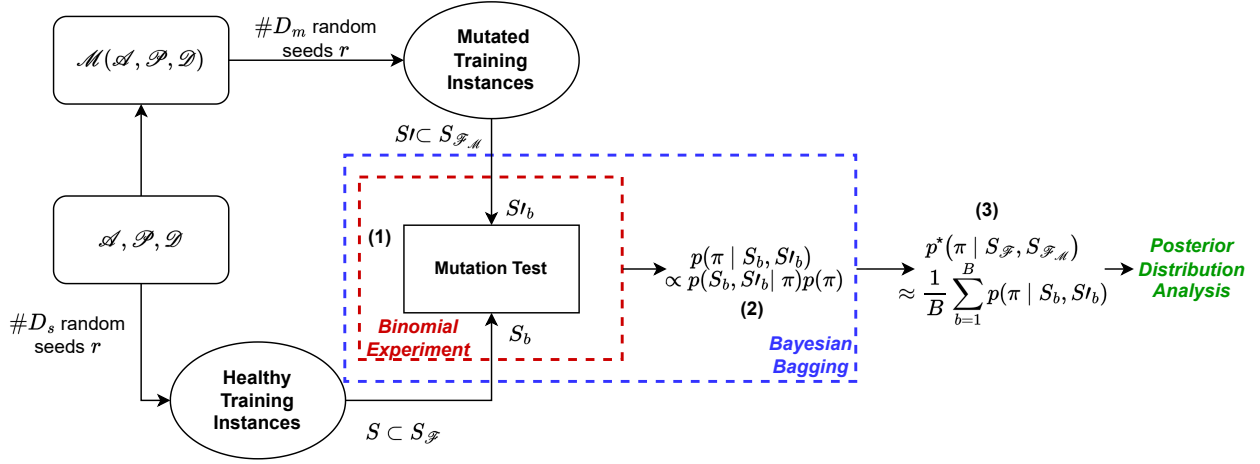 ℳ(𝒜, 𝒫, 𝒟)
#D_m random
seeds r
Mutated
Training
Instances
S′ ⊂ S_{ℱ_ℳ}
𝒜, 𝒫, 𝒟
#D_s random
seeds r
Healthy
Training
Instances
S ⊂ S_ℱ
(1)
S′_b
Mutation Test
S_b
Binomial
Experiment
p(π | S_b, S′_b)
∝ p(S_b, S′_b | π)p(π)
(2)
Bayesian
Bagging
(3)
p*(π | S_ℱ, S_{ℱ_ℳ})
≈ 1/B ∑_{b=1}^{B} p(π | S_b, S′_b)
Posterior
Distribution
Analysis